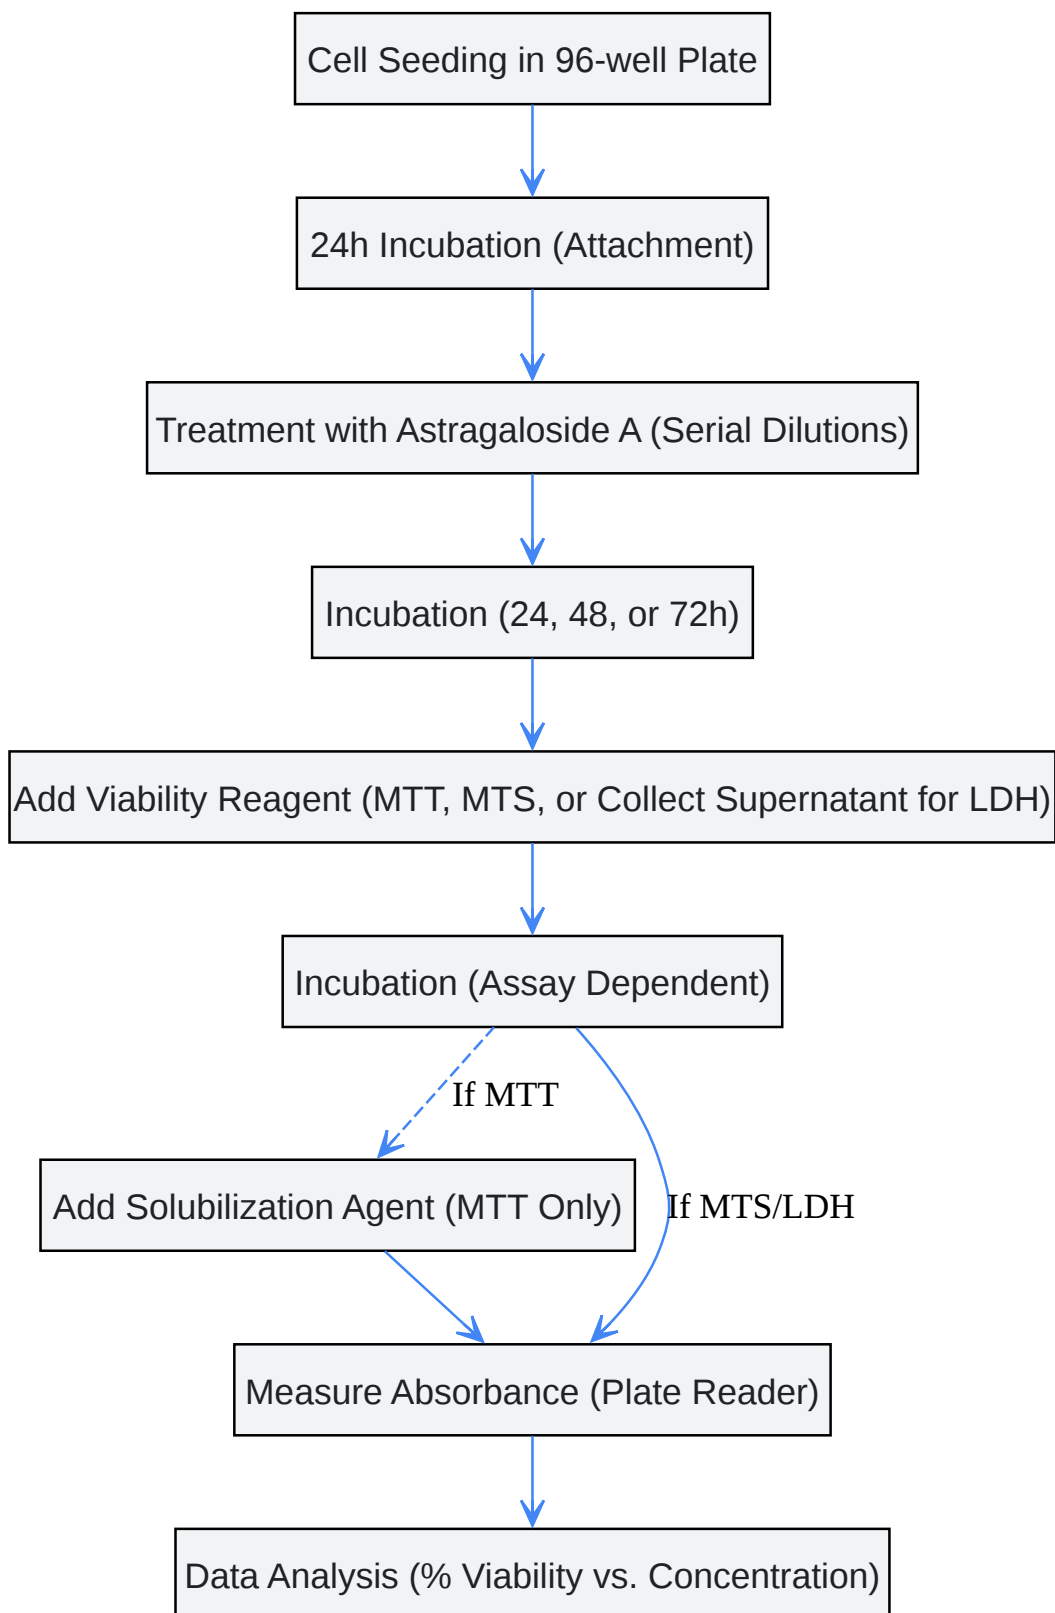 Cell Seeding in 96-well Plate
24h Incubation (Attachment)
Treatment with Astragaloside A (Serial Dilutions)
Incubation (24, 48, or 72h)
Add Viability Reagent (MTT, MTS, or Collect Supernatant for LDH)
Incubation (Assay Dependent)
If MTT
Add Solubilization Agent (MTT Only)
If MTS/LDH
Measure Absorbance (Plate Reader)
Data Analysis (% Viability vs. Concentration)